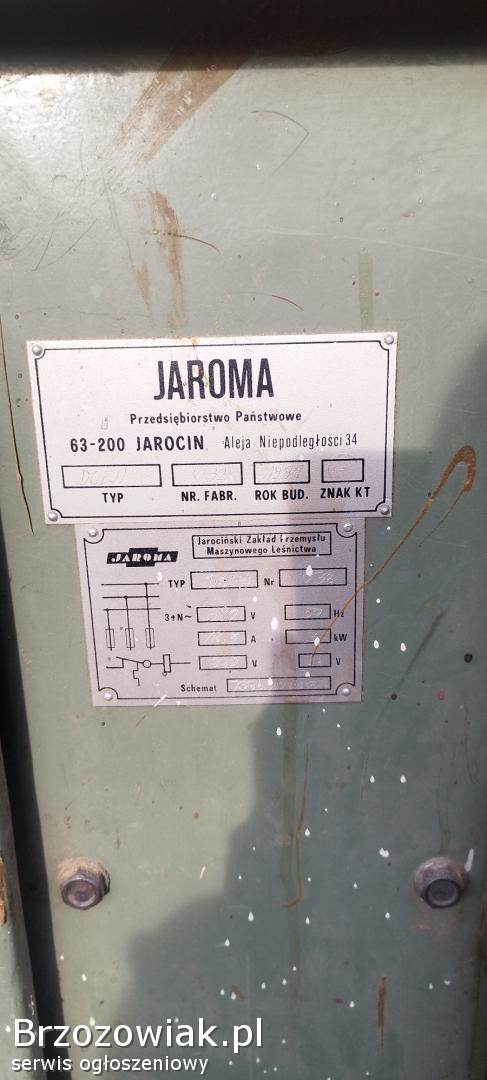 JAROMA
Przedsiębiorstwo Państwowe
63-200 JAROCIN Aleja Niepodległości 34
TYP NR. FABR. ROK BUD. ZNAK KT
JAROMA
Jarociński Zakład Przemysłu
Maszynowego Leśnictwa
TYP Nr
3+N~ V Hz
A kW
V V
Schemat
Brzozowiak.pl
serwis ogłoszeniowy